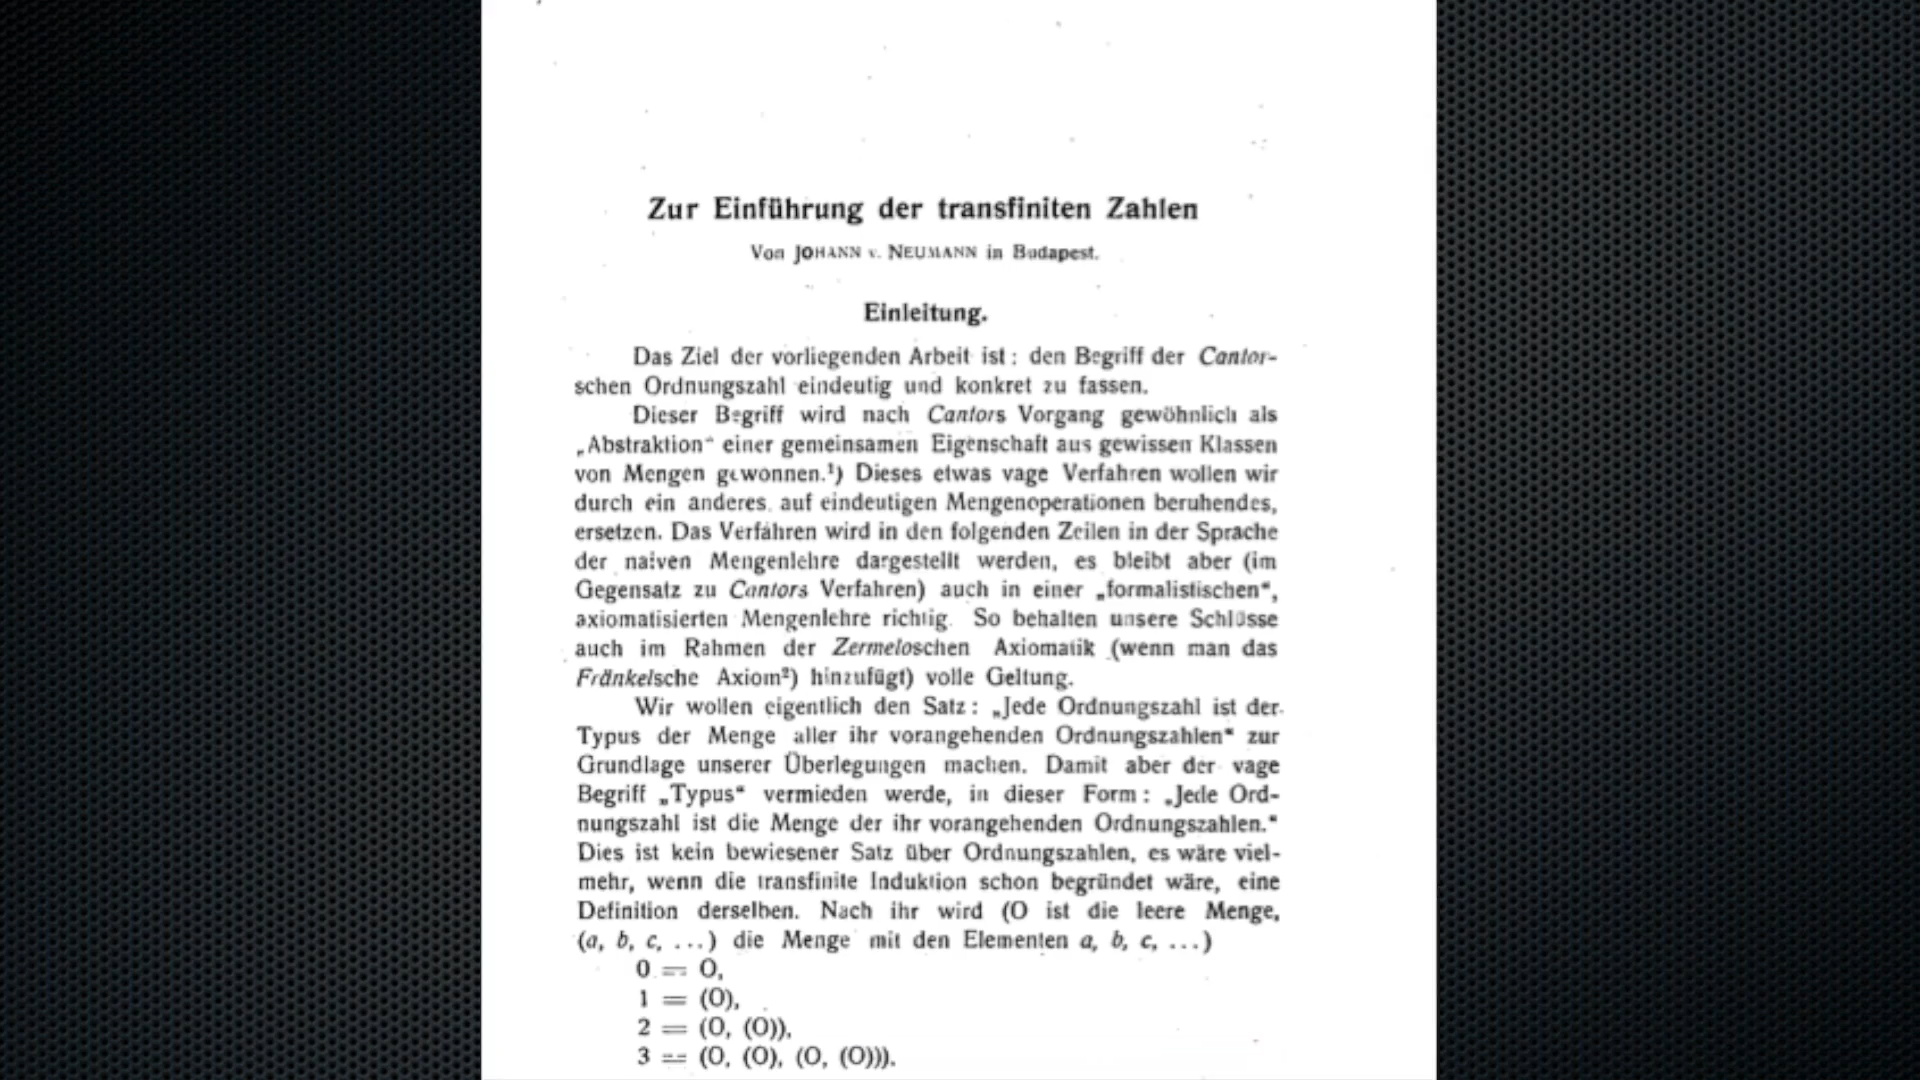 Zur Einführung der transfiniten Zahlen
Von JOHANN v. NEUMANN in Budapest.
Einleitung.
Das Ziel der vorliegenden Arbeit ist: den Begriff der Cantor-
schen Ordnungszahl eindeutig und konkret zu fassen.
Dieser Begriff wird nach Cantors Vorgang gewöhnlich als
„Abstraktion“ einer gemeinsamen Eigenschaft aus gewissen Klassen
von Mengen gewonnen.¹) Dieses etwas vage Verfahren wollen wir
durch ein anderes, auf eindeutigen Mengenoperationen beruhendes,
ersetzen. Das Verfahren wird in den folgenden Zeilen in der Sprache
der naiven Mengenlehre dargestellt werden, es bleibt aber (im
Gegensatz zu Cantors Verfahren) auch in einer „formalistischen“,
axiomatisierten Mengenlehre richtig. So behalten unsere Schlüsse
auch im Rahmen der Zermeloschen Axiomatik (wenn man das
Fränkelsche Axiom²) hinzufügt) volle Geltung.
Wir wollen eigentlich den Satz: „Jede Ordnungszahl ist der
Typus der Menge aller ihr vorangehenden Ordnungszahlen“ zur
Grundlage unserer Überlegungen machen. Damit aber der vage
Begriff „Typus“ vermieden werde, in dieser Form: „Jede Ord-
nungszahl ist die Menge der ihr vorangehenden Ordnungszahlen.“
Dies ist kein bewiesener Satz über Ordnungszahlen, es wäre viel-
mehr, wenn die transfinite Induktion schon begründet wäre, eine
Definition derselben. Nach ihr wird (O ist die leere Menge,
(a, b, c, ...) die Menge mit den Elementen a, b, c, ...)
0 = O,
1 = (O),
2 = (O, (O)),
3 = (O, (O), (O, (O))).